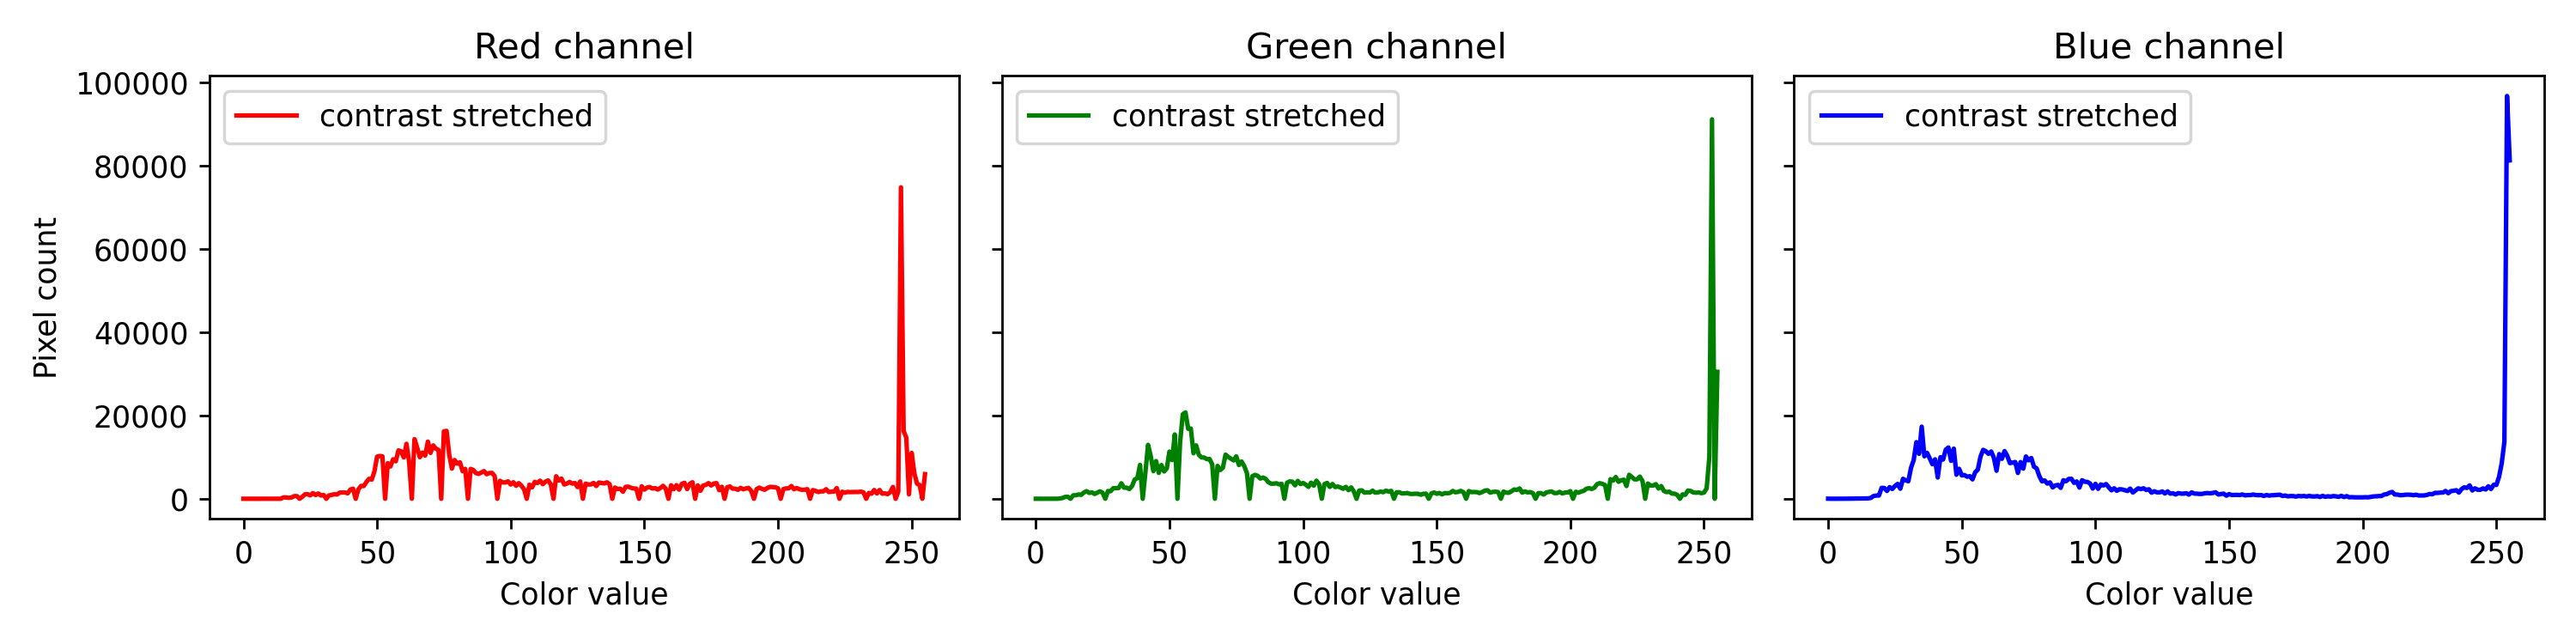 Red channel
Green channel
Blue channel
Pixel count
100000
80000
60000
40000
20000
0
contrast stretched
contrast stretched
contrast stretched
0 50 100 150 200 250
0 50 100 150 200 250
0 50 100 150 200 250
Color value
Color value
Color value